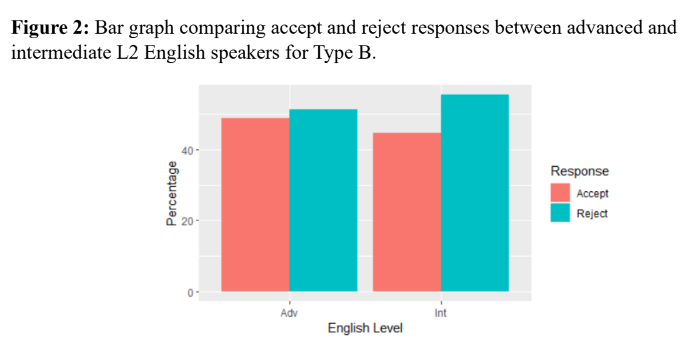 Figure 2: Bar graph comparing accept and reject responses between advanced and
intermediate L2 English speakers for Type B.
40
20
0
Percentage
Adv
Int
English Level
Response
Accept
Reject